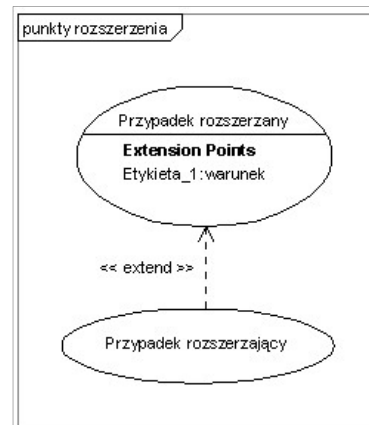 punkty rozszerzenia
Przypadek rozszerzany
Extension Points
Etykieta_1:warunek
<< extend >>
Przypadek rozszerzający